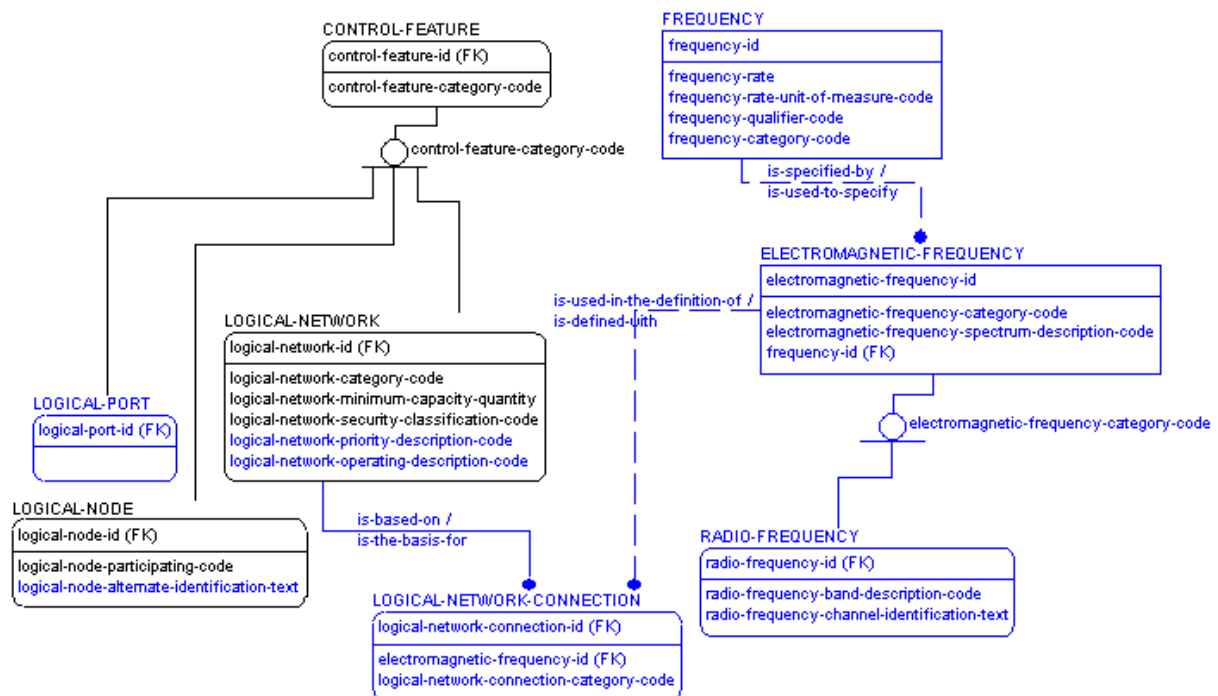 CONTROL-FEATURE
control-feature-id (FK)
control-feature-category-code
control-feature-category-code
FREQUENCY
frequency-id
frequency-rate
frequency-rate-unit-of-measure-code
frequency-qualifier-code
frequency-category-code
is-specified-by /
is-used-to-specify
ELECTROMAGNETIC-FREQUENCY
electromagnetic-frequency-id
electromagnetic-frequency-category-code
electromagnetic-frequency-spectrum-description-code
frequency-id (FK)
is-used-in-the-definition-of /
is-defined-with
LOGICAL-NETWORK
logical-network-id (FK)
logical-network-category-code
logical-network-minimum-capacity-quantity
logical-network-security-classification-code
logical-network-priority-description-code
logical-network-operating-description-code
LOGICAL-PORT
logical-port-id (FK)
electromagnetic-frequency-category-code
LOGICAL-NODE
logical-node-id (FK)
logical-node-participating-code
logical-node-alternate-identification-text
is-based-on /
is-the-basis-for
RADIO-FREQUENCY
radio-frequency-id (FK)
radio-frequency-band-description-code
radio-frequency-channel-identification-text
LOGICAL-NETWORK-CONNECTION
logical-network-connection-id (FK)
electromagnetic-frequency-id (FK)
logical-network-connection-category-code